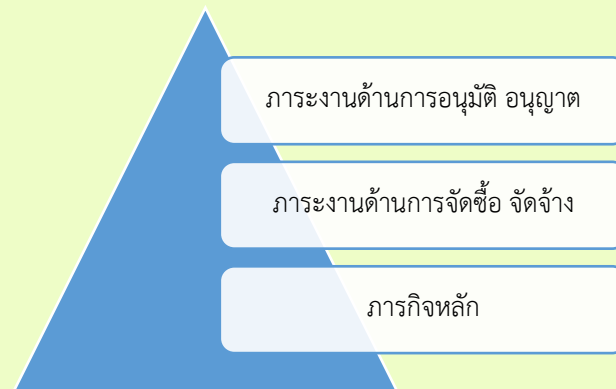 ภาระงานด้านการอนุมัติ อนุญาต
ภาระงานด้านการจัดซื้อ จัดจ้าง
ภารกิจหลัก